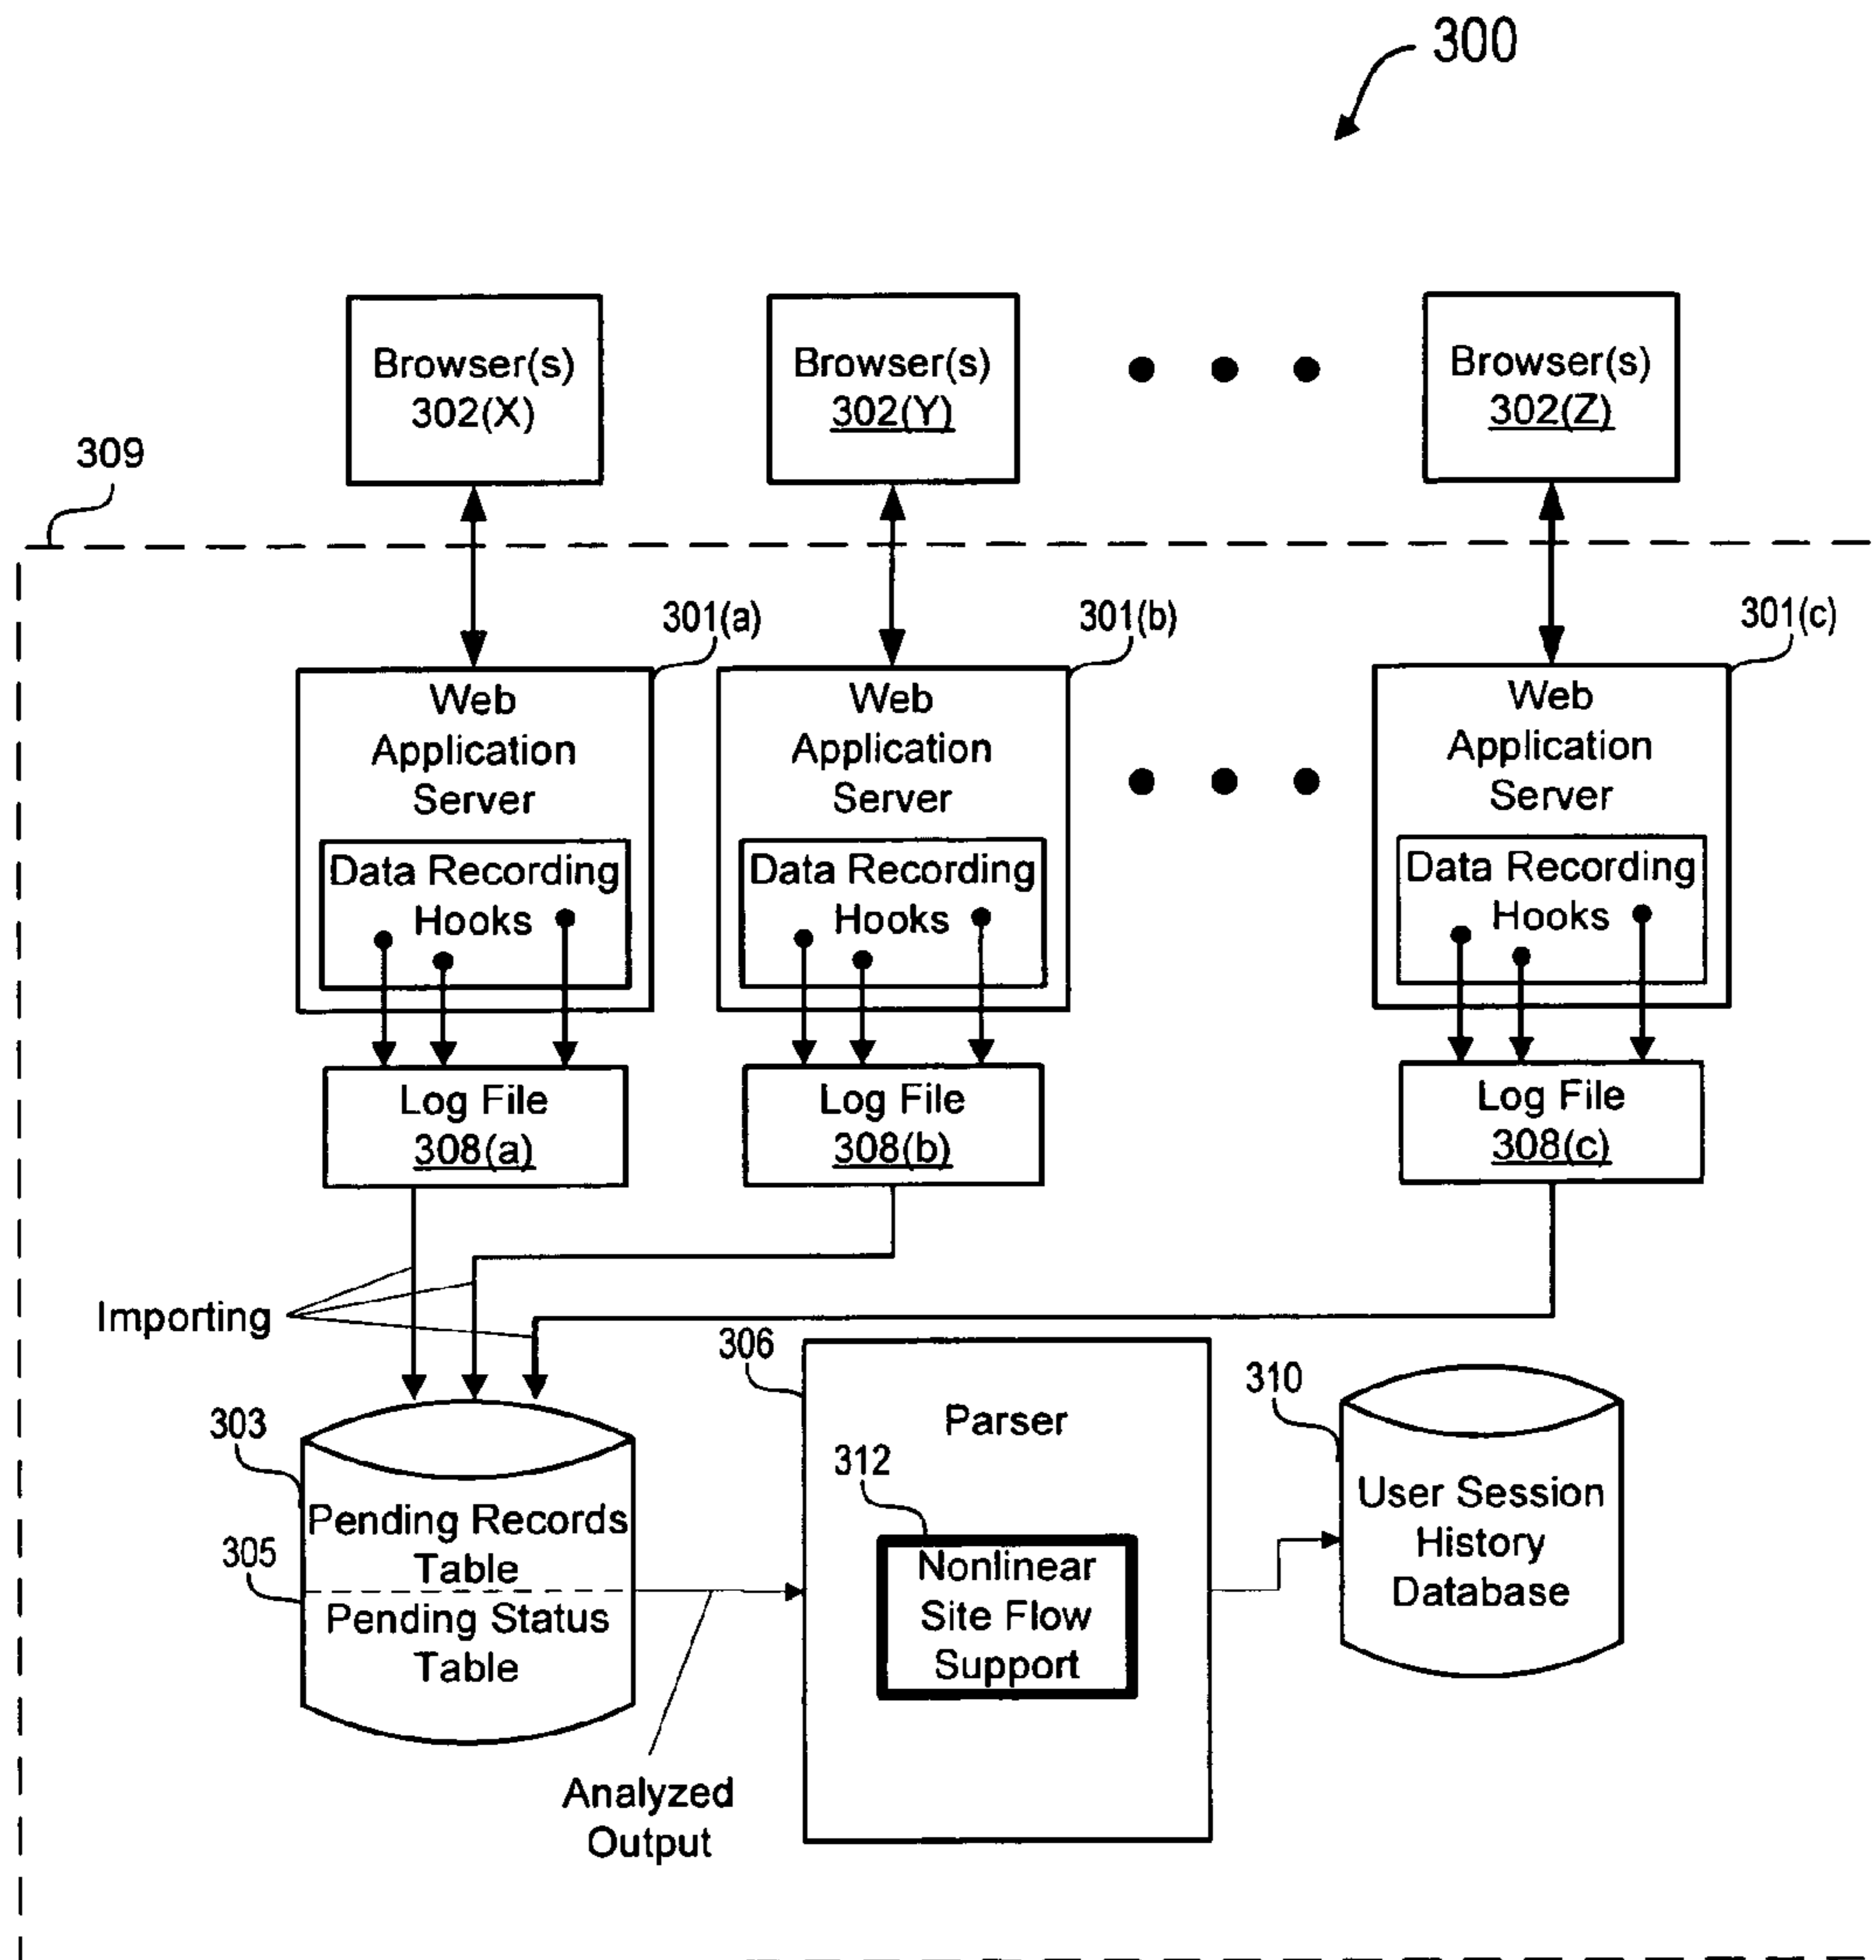 300
Browser(s)
302(X)
Browser(s)
302(Y)
Browser(s)
302(Z)
309
301(a)
301(b)
301(c)
Web
Application
Server
Data Recording
Hooks
Web
Application
Server
Data Recording
Hooks
Web
Application
Server
Data Recording
Hooks
Log File
308(a)
Log File
308(b)
Log File
308(c)
Importing
303
305
Pending Records
Table
Pending Status
Table
Analyzed
Output
306
Parser
312
Nonlinear
Site Flow
Support
310
User Session
History
Database